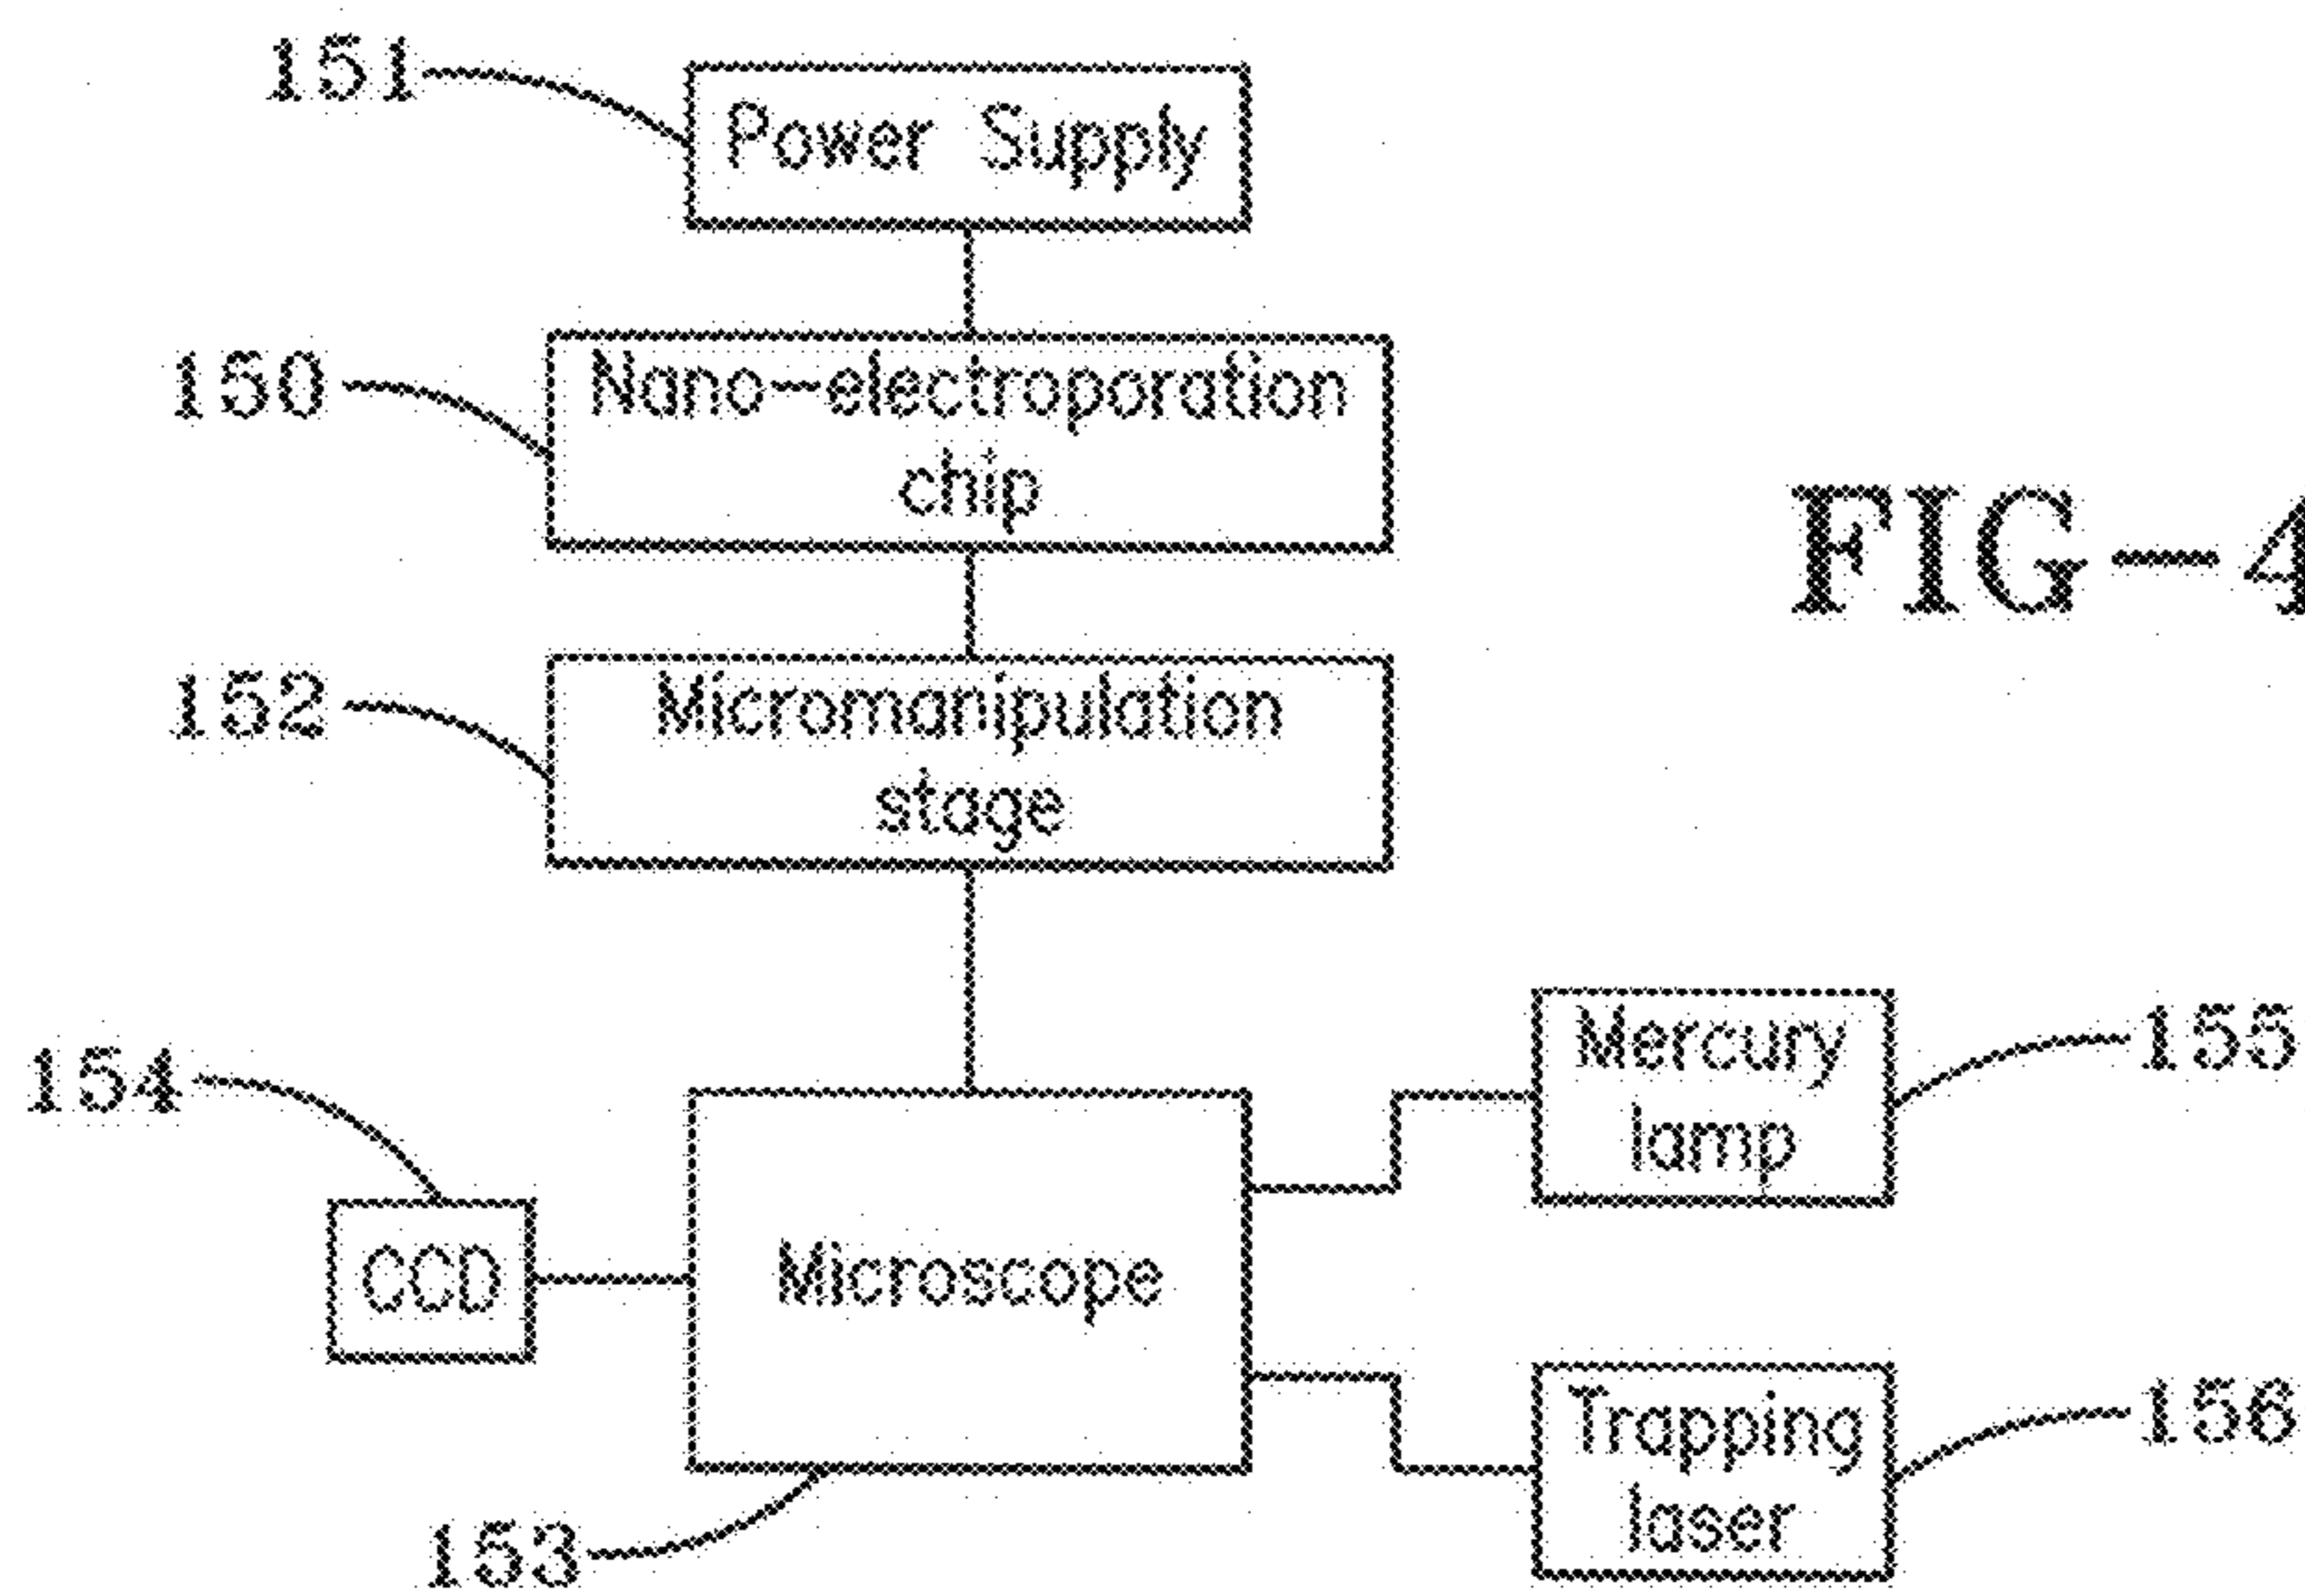 151
Power Supply
150
Nano-electroporation
chip
FIG-4
152
Micromanipulation
stage
154
Mercury
lamp
155
CCD
Microscope
Trapping
laser
156
153